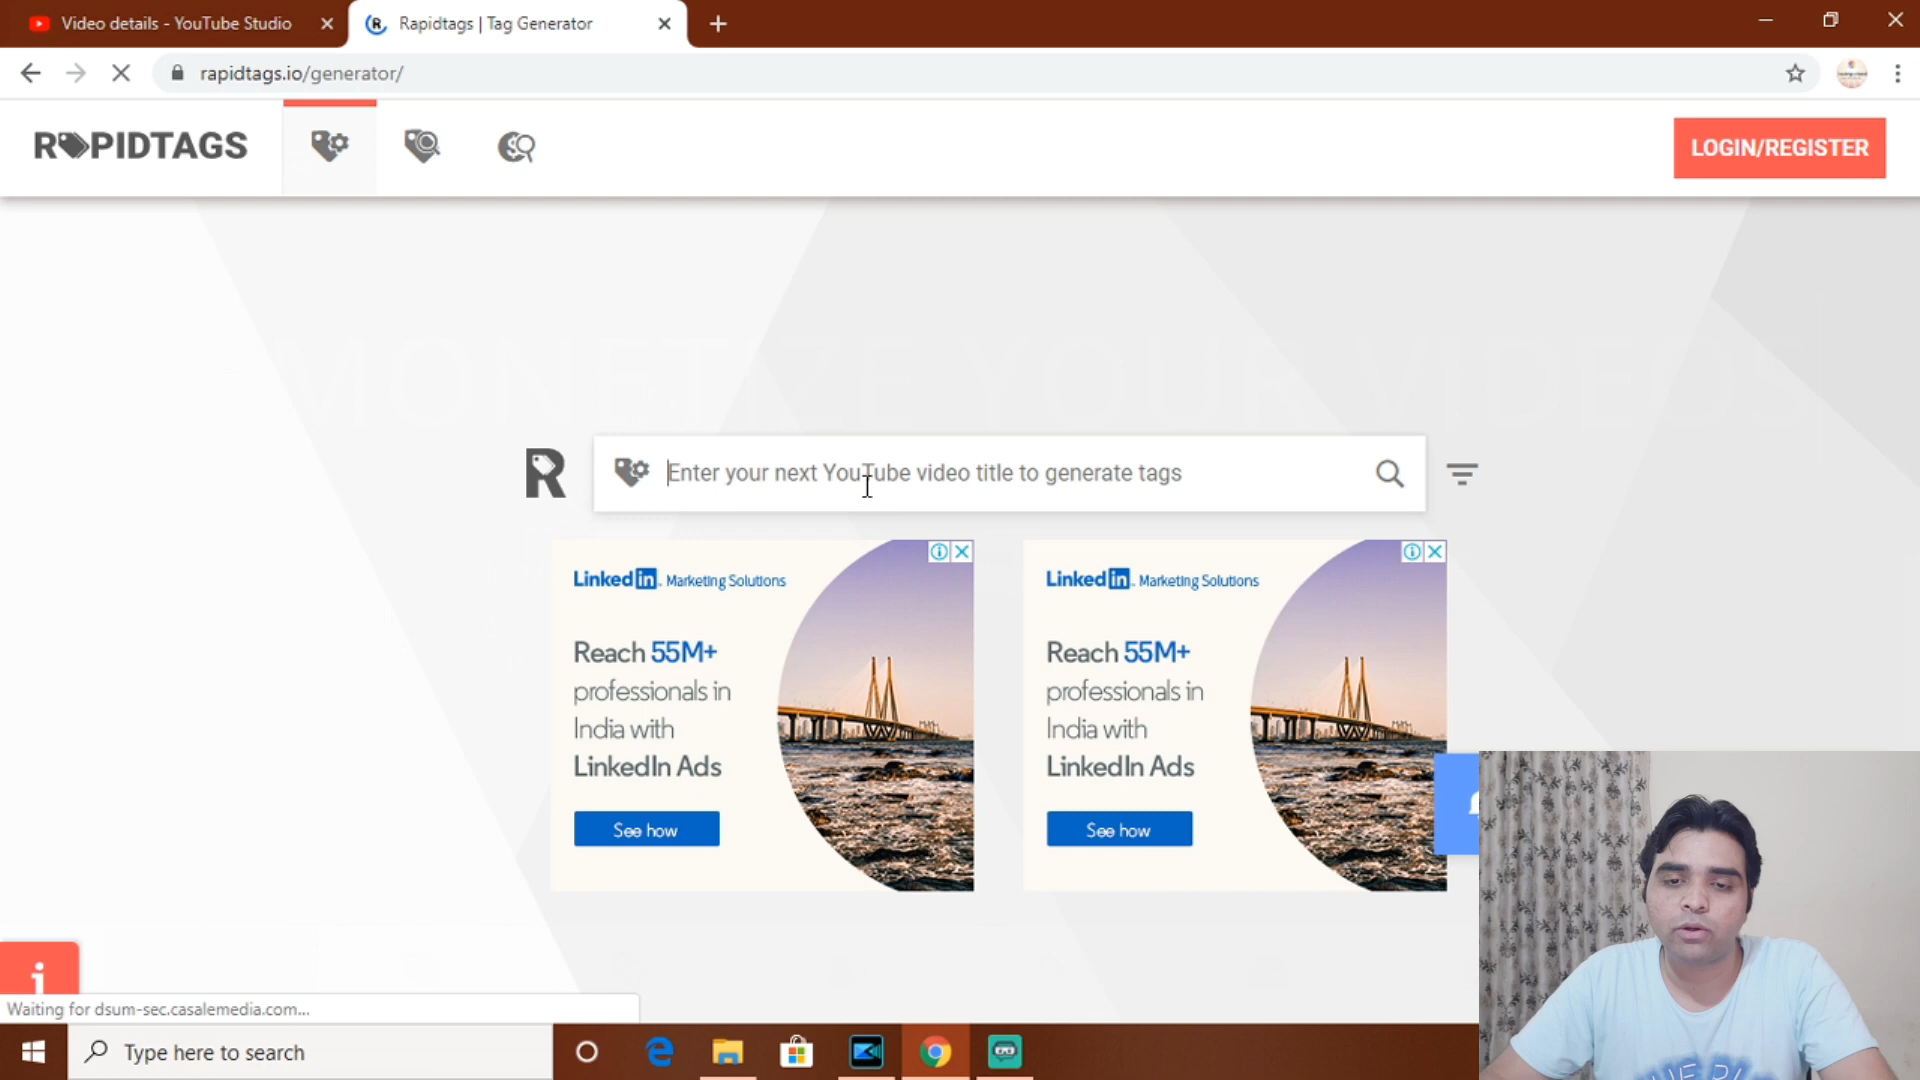 Video details - YouTube Studio
Rapidtags | Tag Generator
rapidtags.io/generator/
RAPIDTAGS
LOGIN/REGISTER
MONETIZE YOUR VIDEOS
Enter your next YouTube video title to generate tags
LinkedIn Marketing Solutions
Reach 55M+
professionals in
India with
LinkedIn Ads
See how
LinkedIn Marketing Solutions
Reach 55M+
professionals in
India with
LinkedIn Ads
See how
i
Waiting for dsum-sec.casalemedia.com...
Type here to search